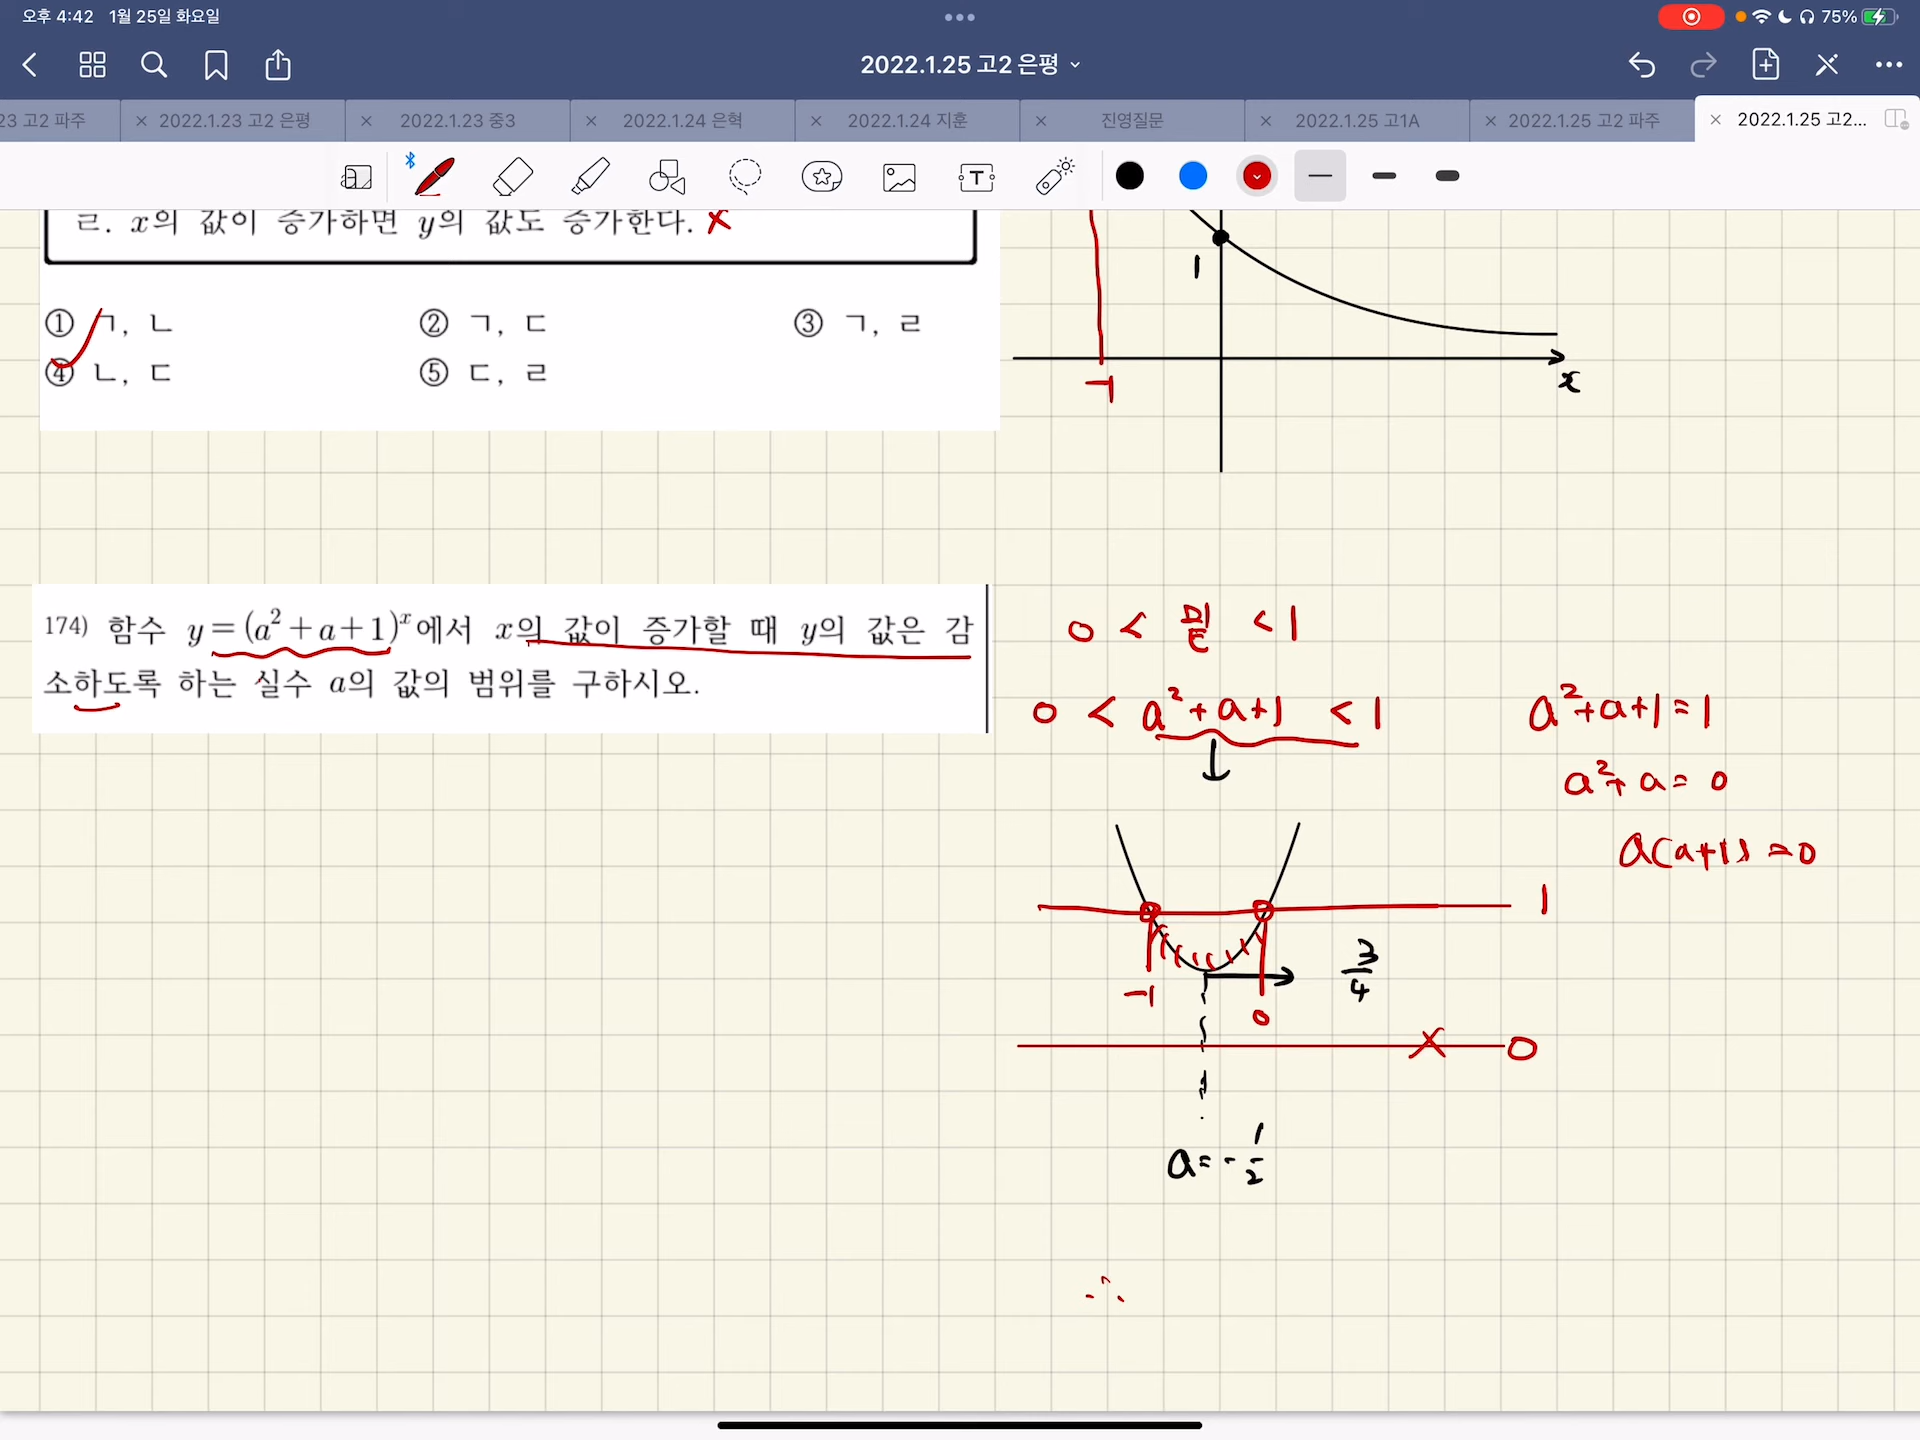 오후 4:42 1월 25일 화요일
75%
2022.1.25 고2 은평
23 고2 파주
2022.1.23 고2 은평
2022.1.23 중3
2022.1.24 은혁
2022.1.24 지훈
진영질문
2022.1.25 고1A
2022.1.25 고2 파주
2022.1.25 고2...
ㄹ. x의 값이 증가하면 y의 값도 증가한다. ×
① ㄱ, ㄴ ② ㄱ, ㄷ ③ ㄱ, ㄹ
④ ㄴ, ㄷ ⑤ ㄷ, ㄹ
1
-1
x
174) 함수 y=(a²+a+1)ˣ에서 x의 값이 증가할 때 y의 값은 감
소하도록 하는 실수 a의 값의 범위를 구하시오.
0 < 밑 < 1
0 < a²+a+1 < 1
a²+a+1=1
a²+a=0
a(a+1)=0
1
3/4
-1
0
× 0
a=-1/2
∴